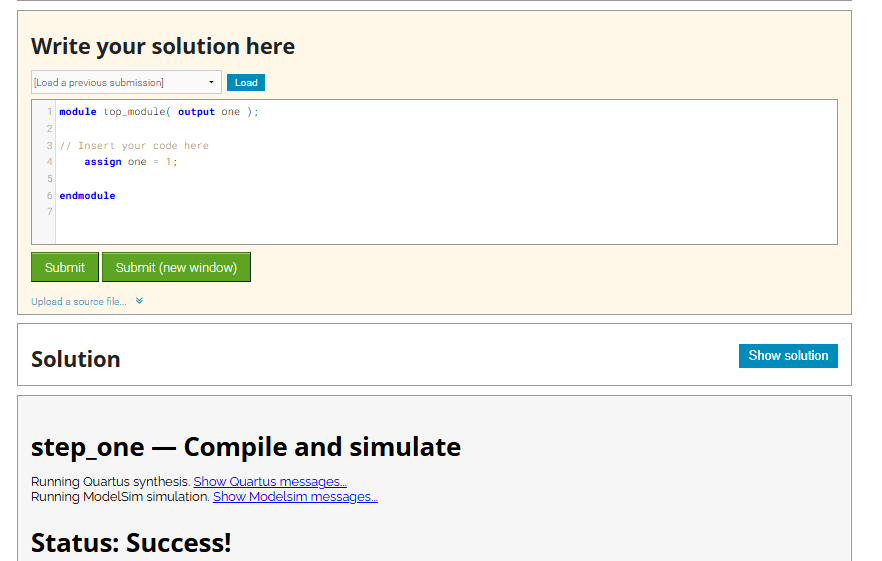 Write your solution here
[Load a previous submission] Load
1 module top_module( output one );
2
3 // Insert your code here
4 assign one = 1;
5
6 endmodule
7
Submit Submit (new window)
Upload a source file...
Solution Show solution
step_one — Compile and simulate
Running Quartus synthesis. Show Quartus messages...
Running ModelSim simulation. Show Modelsim messages...
Status: Success!